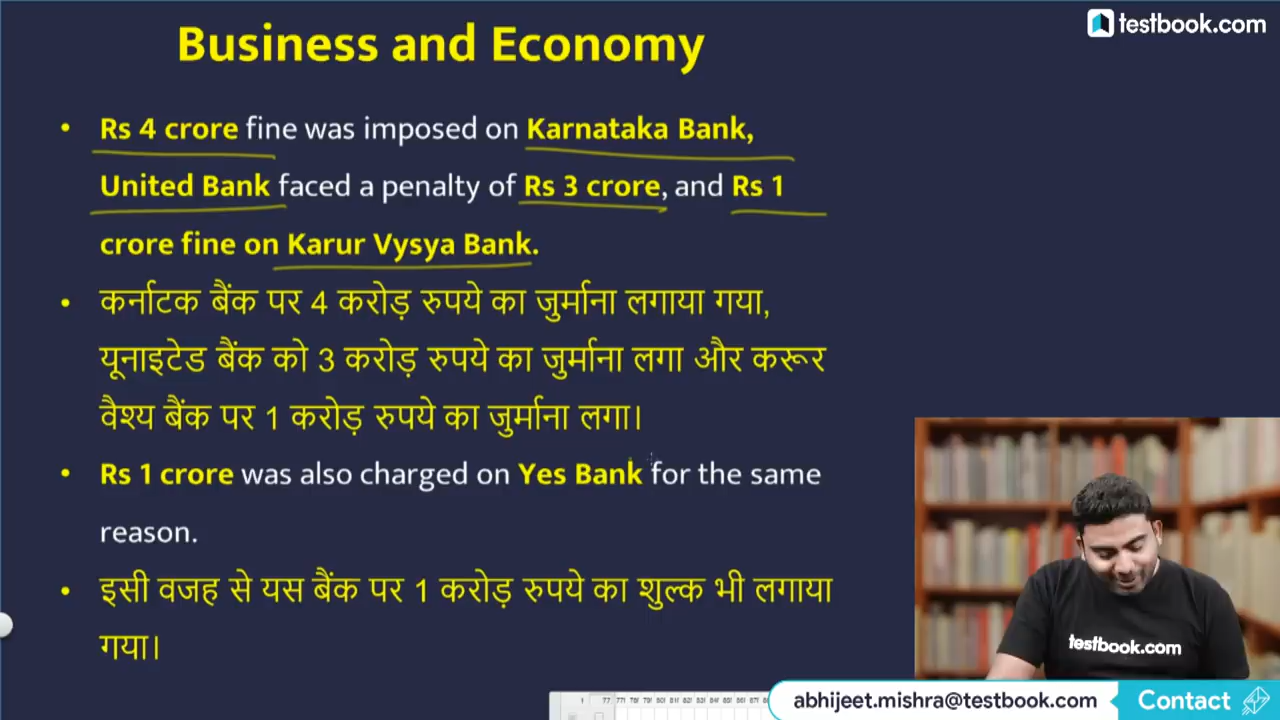 Business and Economy
testbook.com
• Rs 4 crore fine was imposed on Karnataka Bank,
United Bank faced a penalty of Rs 3 crore, and Rs 1
crore fine on Karur Vysya Bank.
• कर्नाटक बैंक पर 4 करोड़ रुपये का जुर्माना लगाया गया,
यूनाइटेड बैंक को 3 करोड़ रुपये का जुर्माना लगा और करूर
वैश्य बैंक पर 1 करोड़ रुपये का जुर्माना लगा।
• Rs 1 crore was also charged on Yes Bank for the same
reason.
• इसी वजह से यस बैंक पर 1 करोड़ रुपये का शुल्क भी लगाया
गया।
testbook.com
abhijeet.mishra@testbook.com
Contact